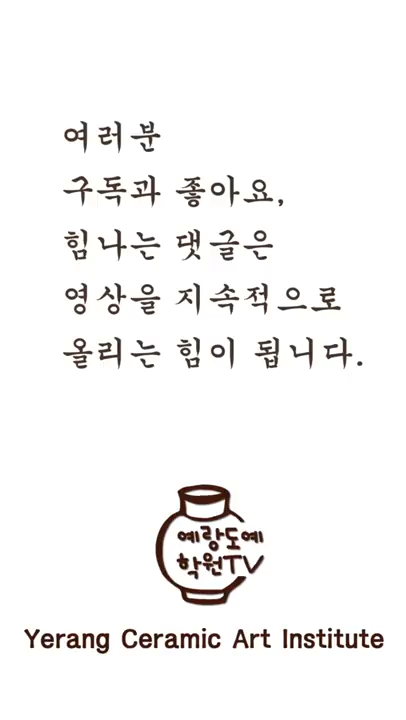 여러분
구독과 좋아요,
힘나는 댓글은
영상을 지속적으로
올리는 힘이 됩니다.
예랑도예
학원TV
Yerang Ceramic Art Institute